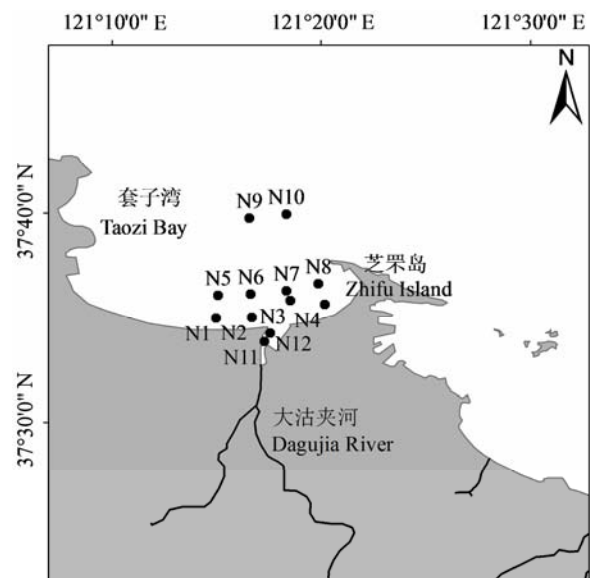 121°10'0" E 121°20'0" E 121°30'0" E
N
37°40'0" N
37°30'0" N
套子湾
Taozi Bay
N9 N10
芝罘岛
Zhifu Island
N5 N6 N7 N8
N1 N2 N3 N4
N11 N12
大沽夹河
Dagujia River